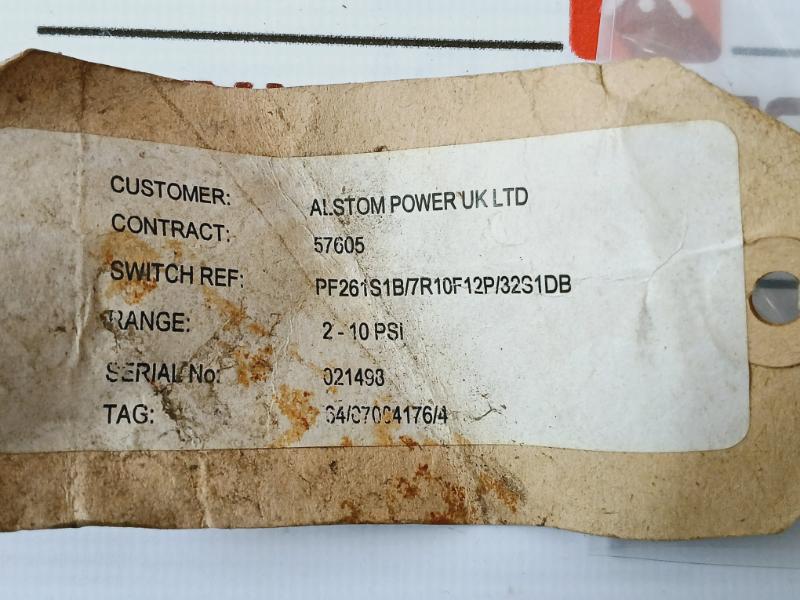 CUSTOMER: ALSTOM POWER UK LTD
CONTRACT: 57605
SWITCH REF: PF261S1B/7R10F12P/32S1DB
RANGE: 2 - 10 PSI
SERIAL No: 021498
TAG: